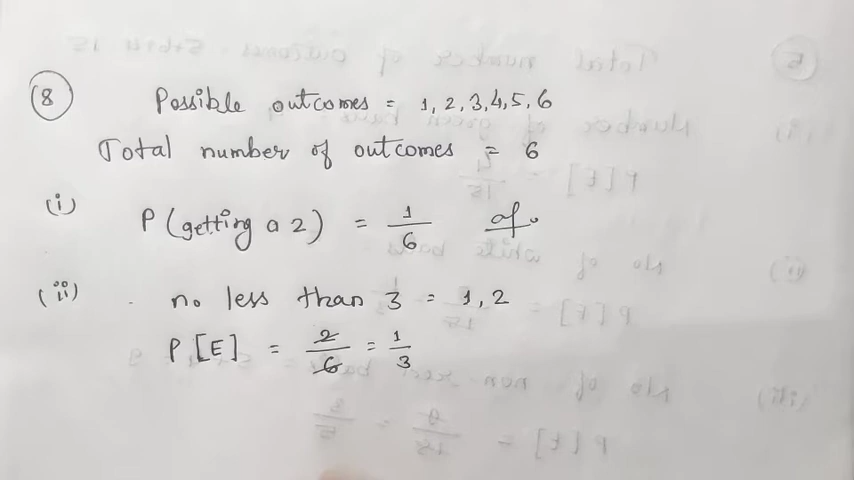 8 Possible outcomes = 1, 2, 3, 4, 5, 6
Total number of outcomes = 6
(i) P (getting a 2) = 1/6
(ii) no less than 3 = 1, 2
P [E] = 2/6 = 1/3